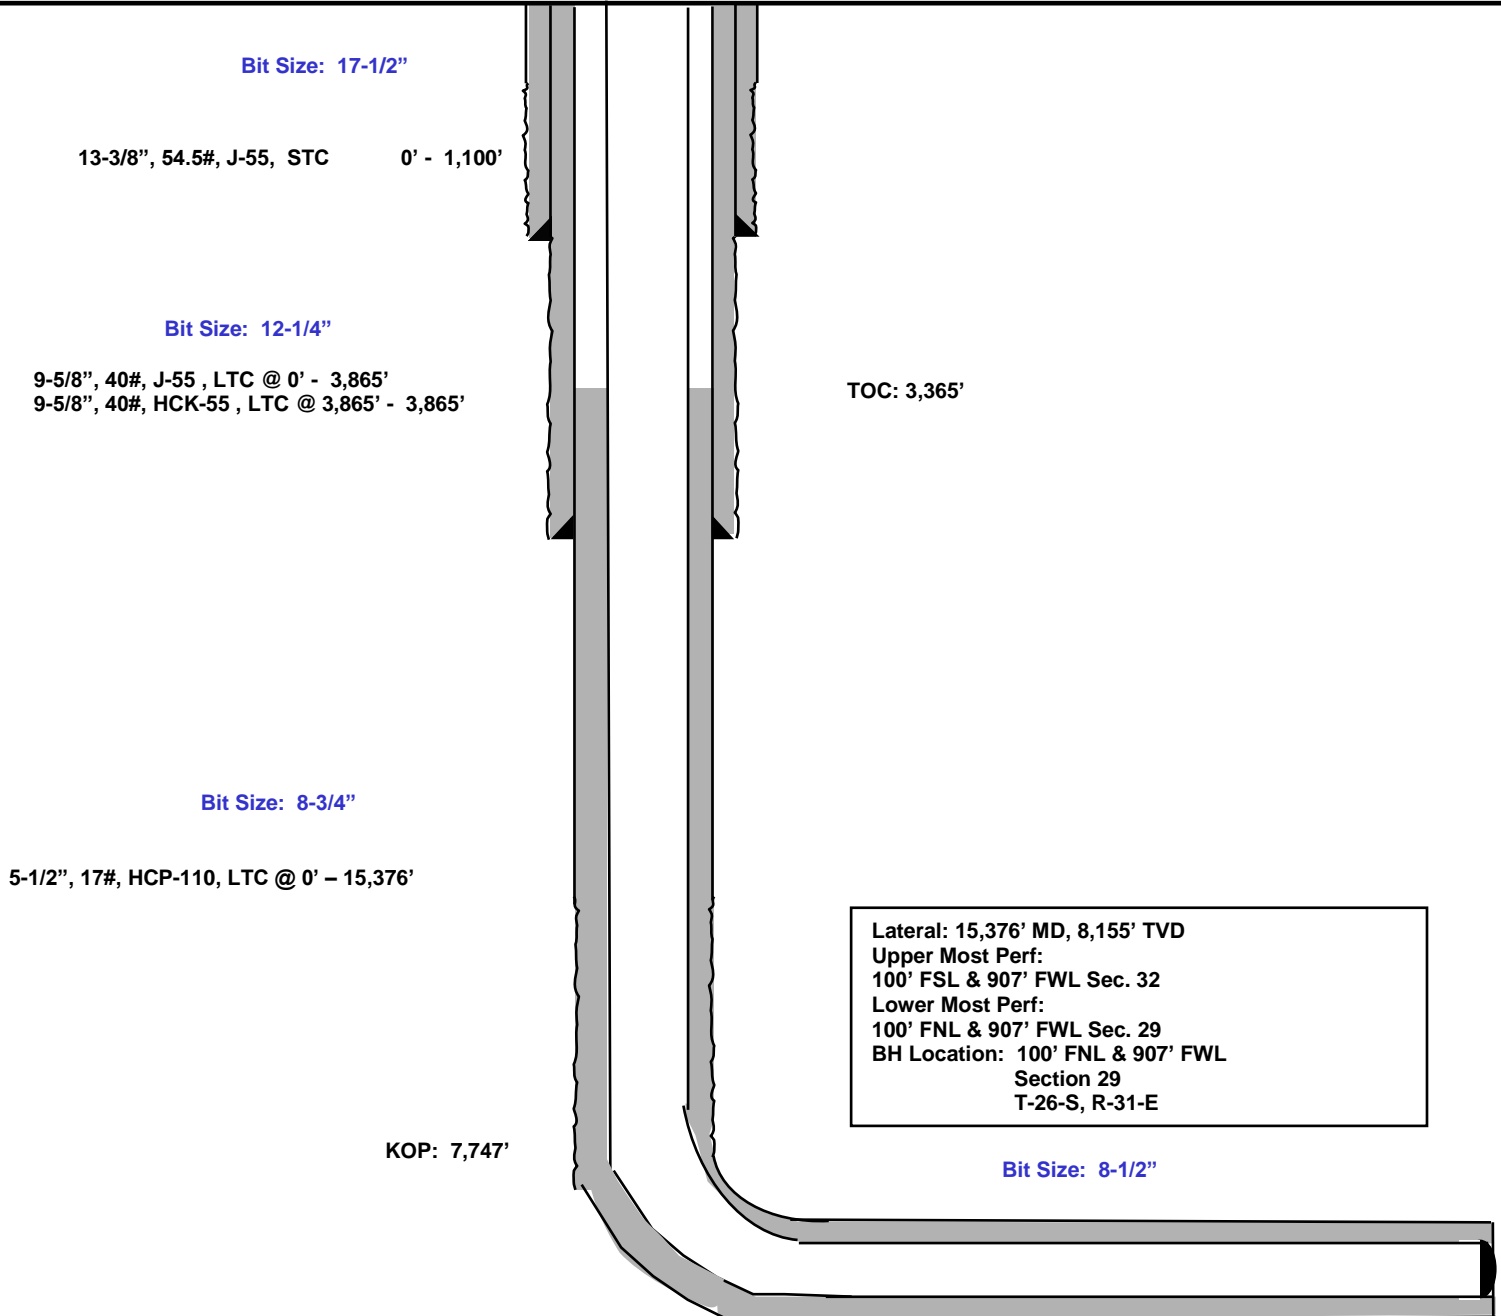 Bit Size: 17-1/2”
13-3/8”, 54.5#, J-55, STC 0’ - 1,100’
Bit Size: 12-1/4”
9-5/8”, 40#, J-55 , LTC @ 0’ - 3,865’
9-5/8”, 40#, HCK-55 , LTC @ 3,865’ - 3,865’
TOC: 3,365’
Bit Size: 8-3/4”
5-1/2”, 17#, HCP-110, LTC @ 0’ – 15,376’
Lateral: 15,376’ MD, 8,155’ TVD
Upper Most Perf:
100’ FSL & 907’ FWL Sec. 32
Lower Most Perf:
100’ FNL & 907’ FWL Sec. 29
BH Location: 100’ FNL & 907’ FWL
Section 29
T-26-S, R-31-E
KOP: 7,747’
Bit Size: 8-1/2”